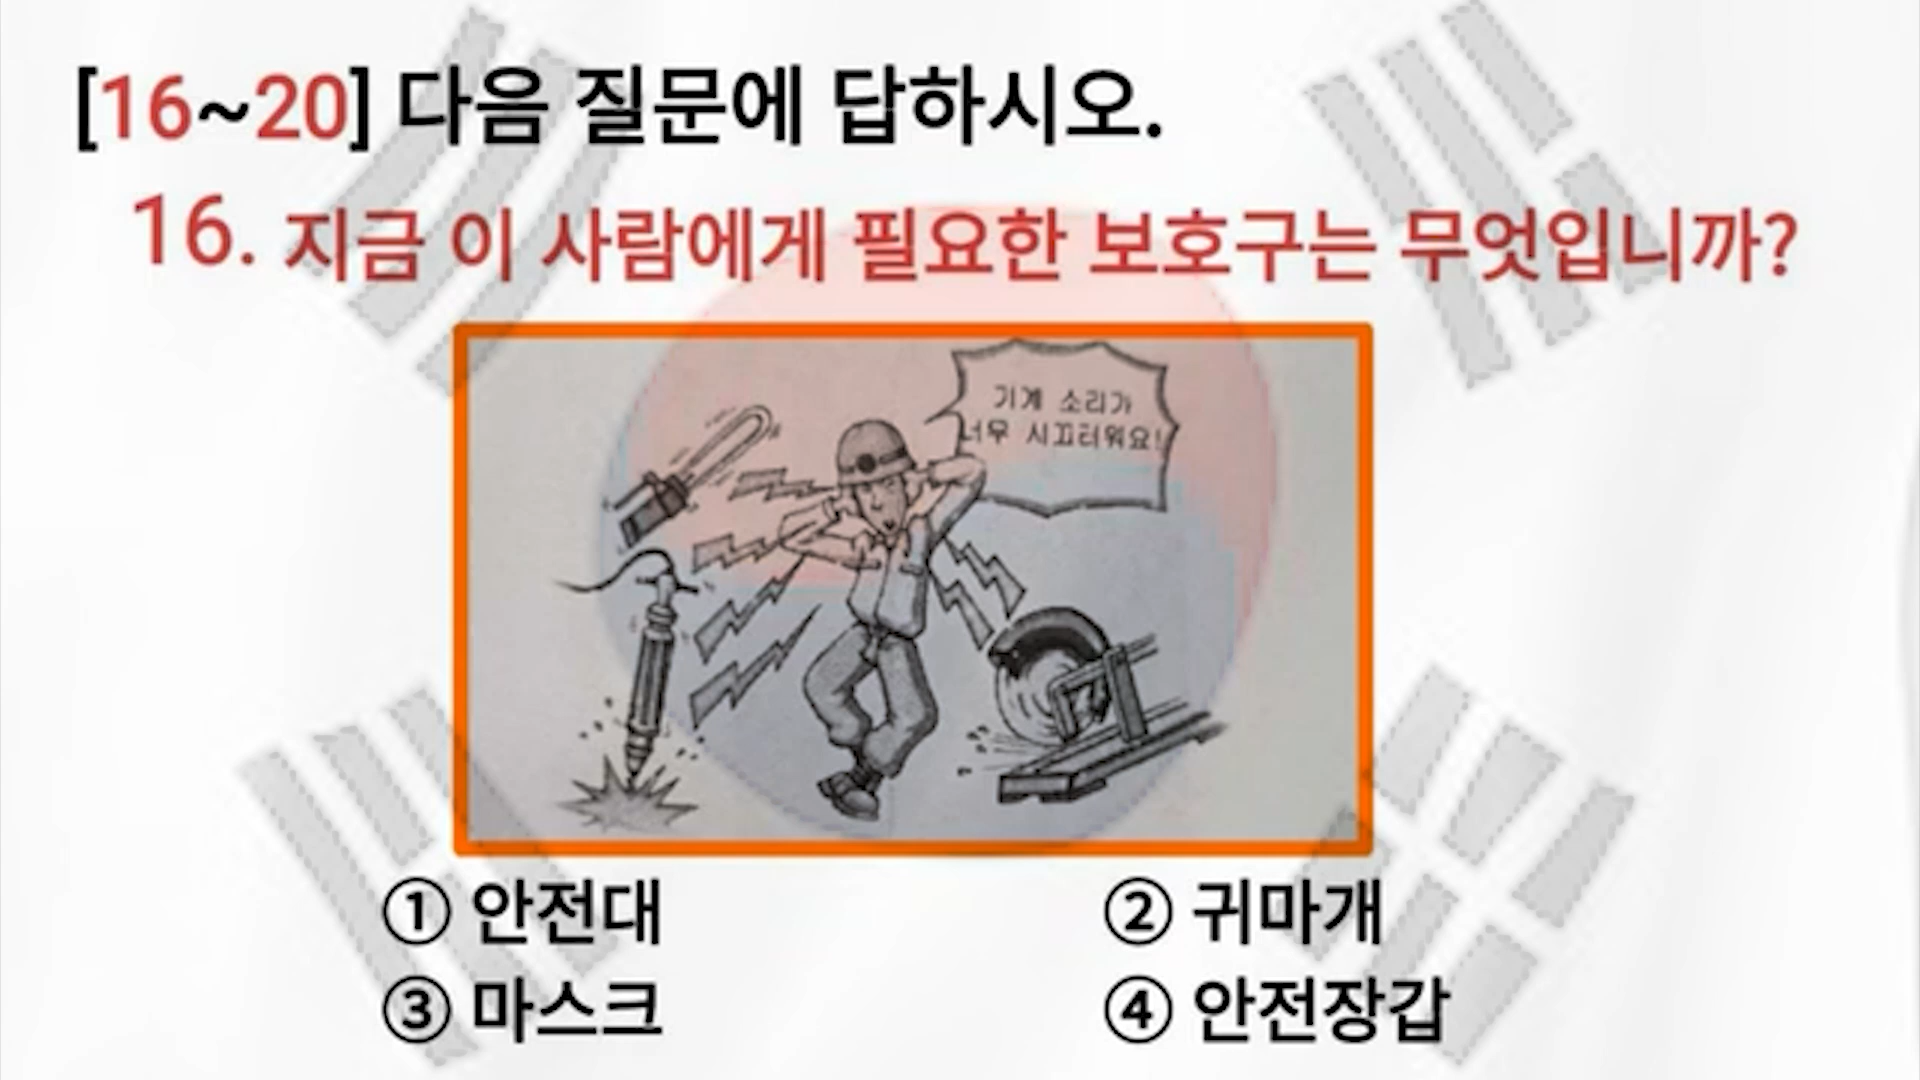 [16~20] 다음 질문에 답하시오.
16. 지금 이 사람에게 필요한 보호구는 무엇입니까?
기계 소리가
너무 시끄러워요!
① 안전대
② 귀마개
③ 마스크
④ 안전장갑